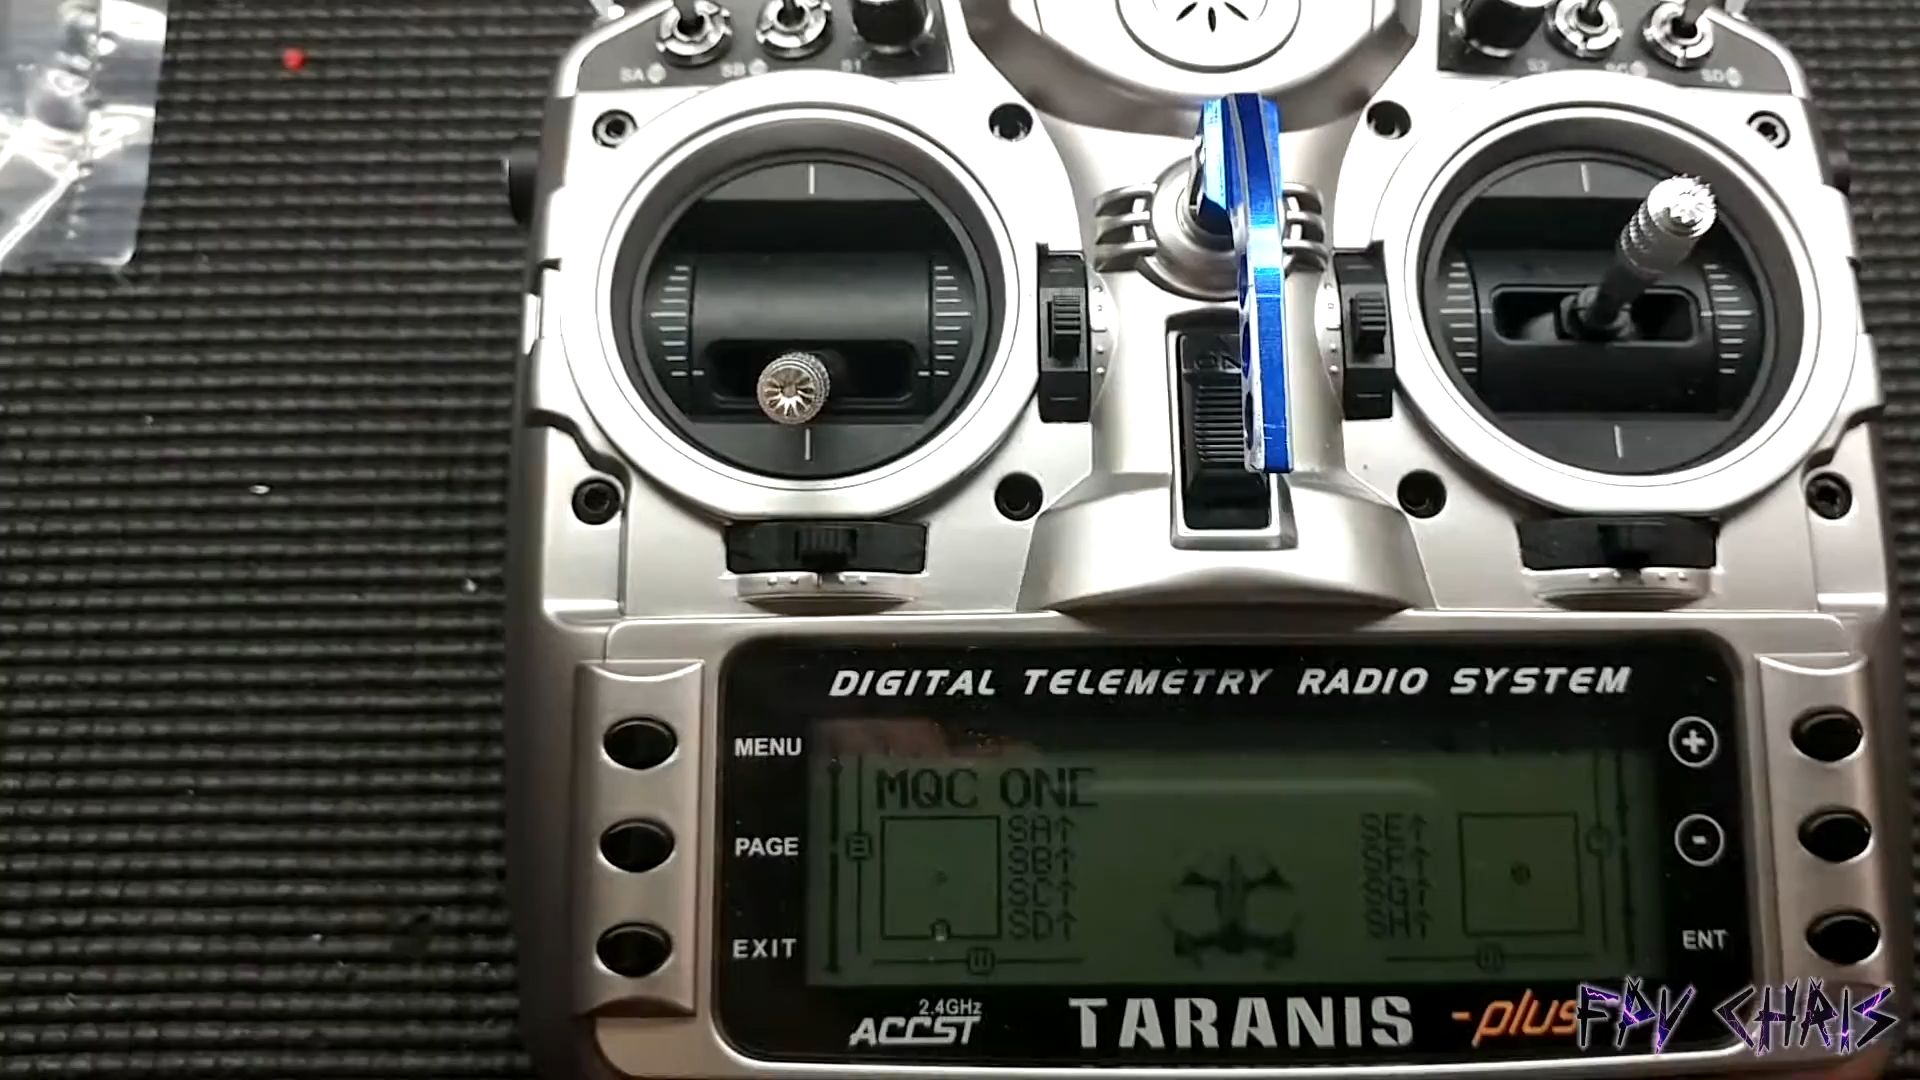 SA SB S1 S2 SC SD
DIGITAL TELEMETRY RADIO SYSTEM
MENU
MQC ONE
SA↑ SE↑
PAGE SB↑ SF↑ -
SC↑ SG↑
SD↑ SH↑
EXIT ENT
2.4GHz
ACCST TARANIS -plus
FPV CHRIS